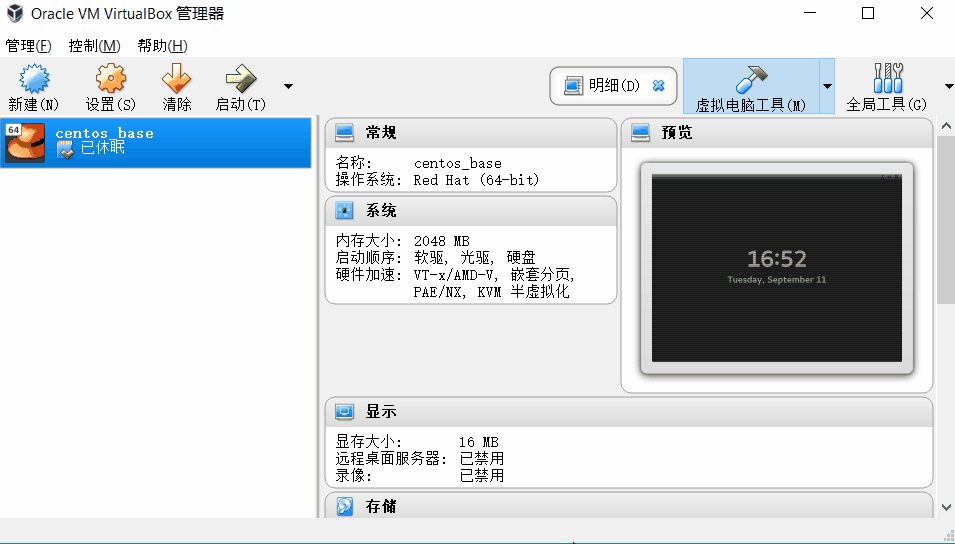 Oracle VM VirtualBox 管理器
管理(F) 控制(M) 帮助(H)
新建(N) 设置(S) 清除 启动(T) 明细(D) 虚拟电脑工具(M) 全局工具(G)
64
centos_base
已休眠
常规
名称: centos_base
操作系统: Red Hat (64-bit)
系统
内存大小: 2048 MB
启动顺序: 软驱, 光驱, 硬盘
硬件加速: VT-x/AMD-V, 嵌套分页,
PAE/NX, KVM 半虚拟化
预览
16:52
Tuesday, September 11
显示
显存大小: 16 MB
远程桌面服务器: 已禁用
录像: 已禁用
存储